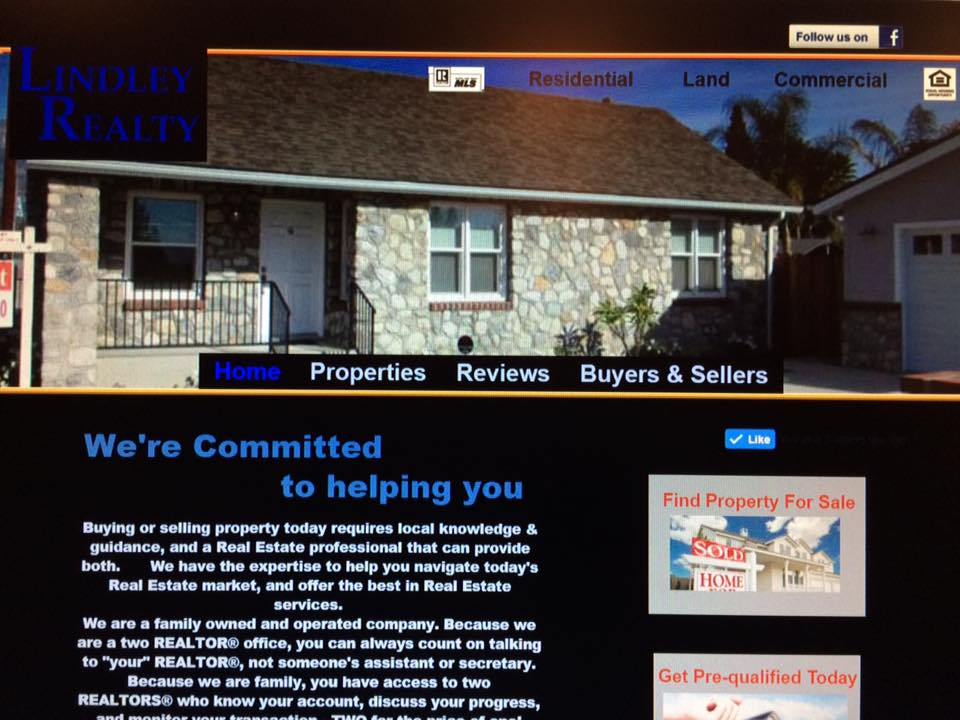 Follow us on f
LINDLEY
REALTY
R MLS
Residential Land Commercial
EQUAL HOUSING
OPPORTUNITY
Home Properties Reviews Buyers & Sellers
We're Committed
to helping you
Like
Buying or selling property today requires local knowledge &
guidance, and a Real Estate professional that can provide
both. We have the expertise to help you navigate today's
Real Estate market, and offer the best in Real Estate
services.
We are a family owned and operated company. Because we
are a two REALTOR® office, you can always count on talking
to "your" REALTOR®, not someone's assistant or secretary.
Because we are family, you have access to two
REALTORS® who know your account, discuss your progress,
and monitor your transaction. TWO for the price of one!
Find Property For Sale
SOLD
HOME
Get Pre-qualified Today